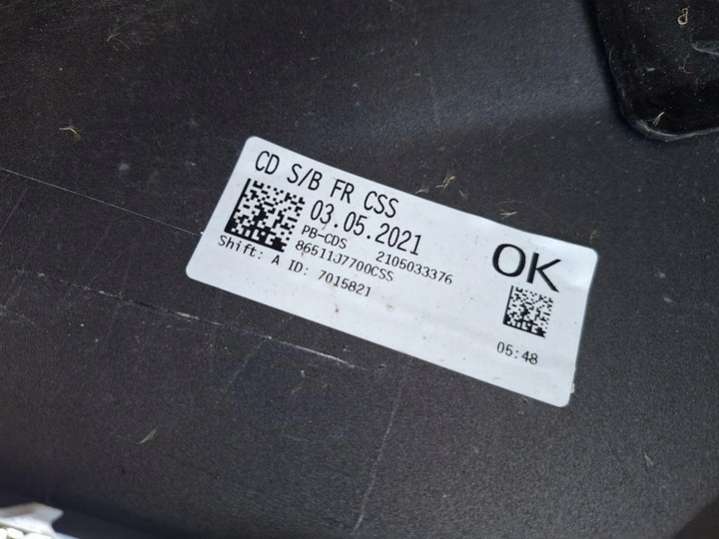 CD S/B FR CSS
03.05.2021
PB-CDS 2105033376
86511J7700CSS
Shift: A ID: 7015821
OK
05:48